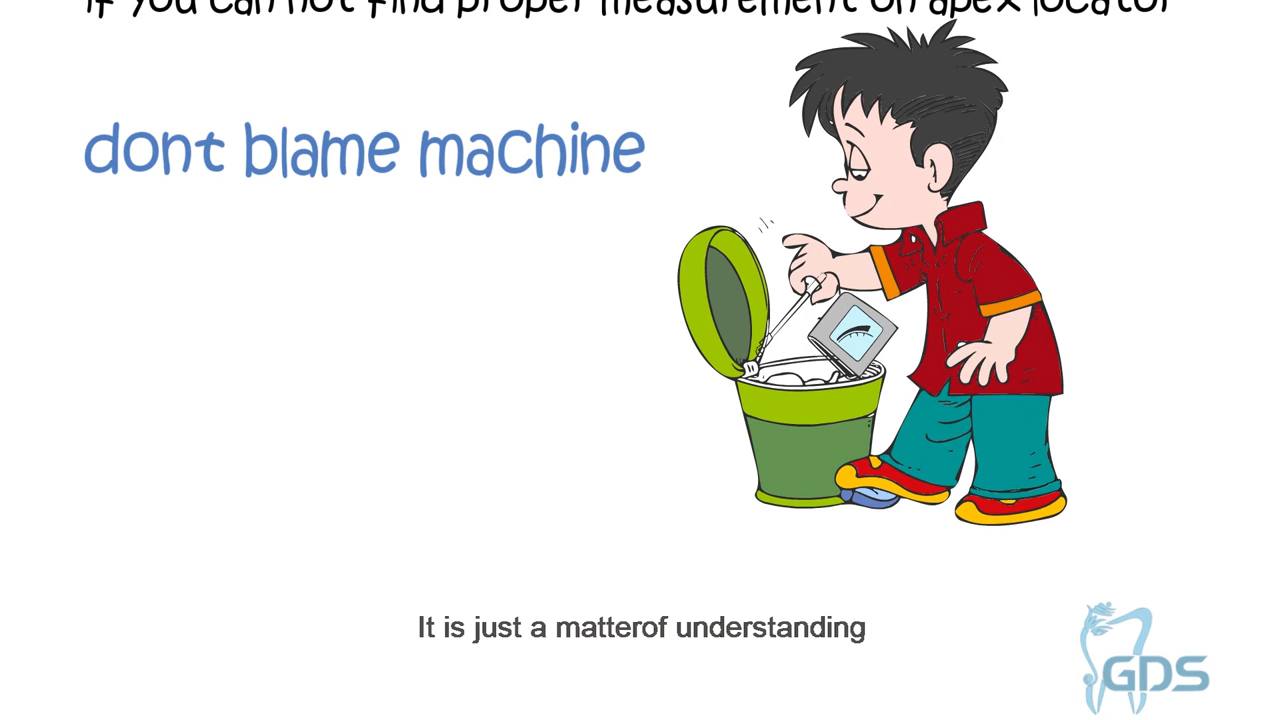 if you can not find proper measurement on apex locator
dont blame machine
It is just a matterof understanding
GDS